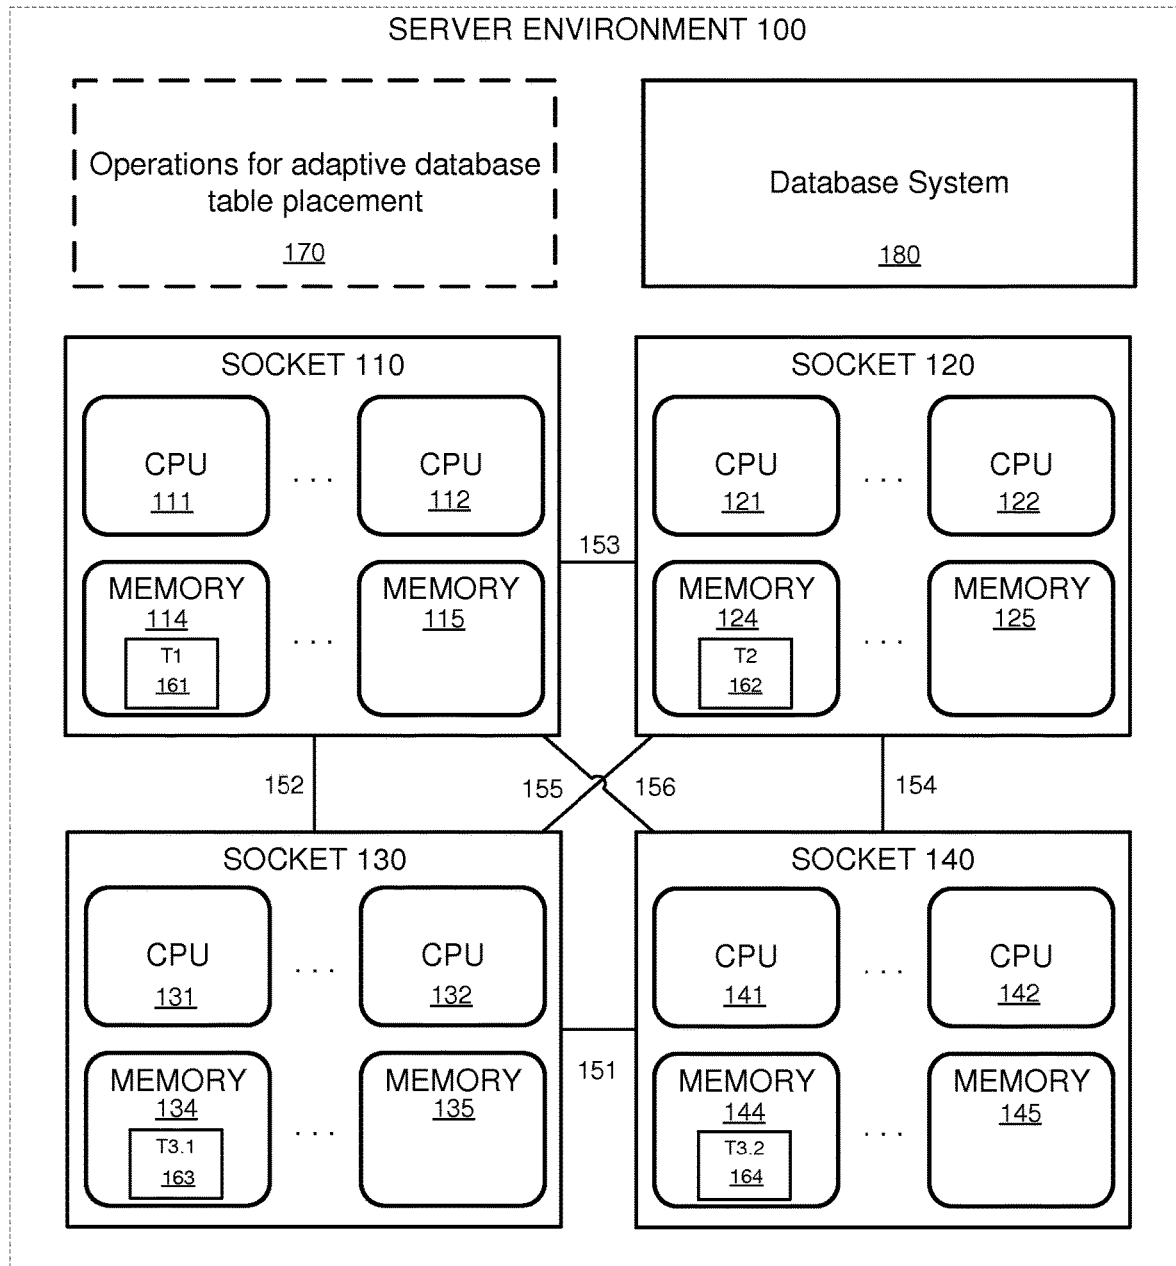 SERVER ENVIRONMENT 100
Operations for adaptive database
table placement
170
Database System
180
SOCKET 110
CPU
111
. . .
CPU
112
MEMORY
114
T1
161
. . .
MEMORY
115
SOCKET 120
CPU
121
. . .
CPU
122
MEMORY
124
T2
162
. . .
MEMORY
125
153
152
155
156
154
SOCKET 130
CPU
131
. . .
CPU
132
MEMORY
134
T3.1
163
. . .
MEMORY
135
151
SOCKET 140
CPU
141
. . .
CPU
142
MEMORY
144
T3.2
164
. . .
MEMORY
145